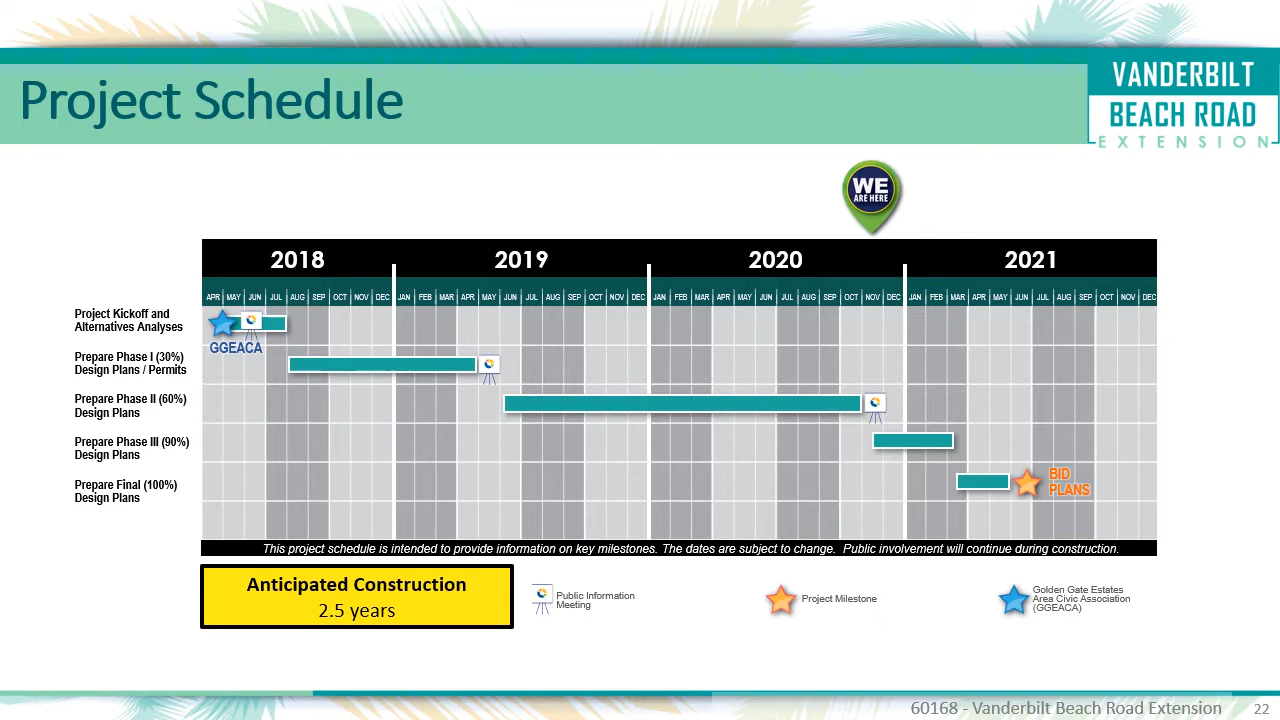 Project Schedule
VANDERBILT
BEACH ROAD
EXTENSION
WE
ARE HERE
2018 2019 2020 2021
APR MAY JUN JUL AUG SEP OCT NOV DEC JAN FEB MAR APR MAY JUN JUL AUG SEP OCT NOV DEC JAN FEB MAR APR MAY JUN JUL AUG SEP OCT NOV DEC JAN FEB MAR APR MAY JUN JUL AUG SEP OCT NOV DEC
Project Kickoff and
Alternatives Analyses
GGEACA
Prepare Phase I (30%)
Design Plans / Permits
Prepare Phase II (60%)
Design Plans
Prepare Phase III (90%)
Design Plans
Prepare Final (100%)
Design Plans
BID
PLANS
This project schedule is intended to provide information on key milestones. The dates are subject to change. Public involvement will continue during construction.
Anticipated Construction
2.5 years
Public Information
Meeting
Project Milestone
Golden Gate Estates
Area Civic Association
(GGEACA)
60168 - Vanderbilt Beach Road Extension 22